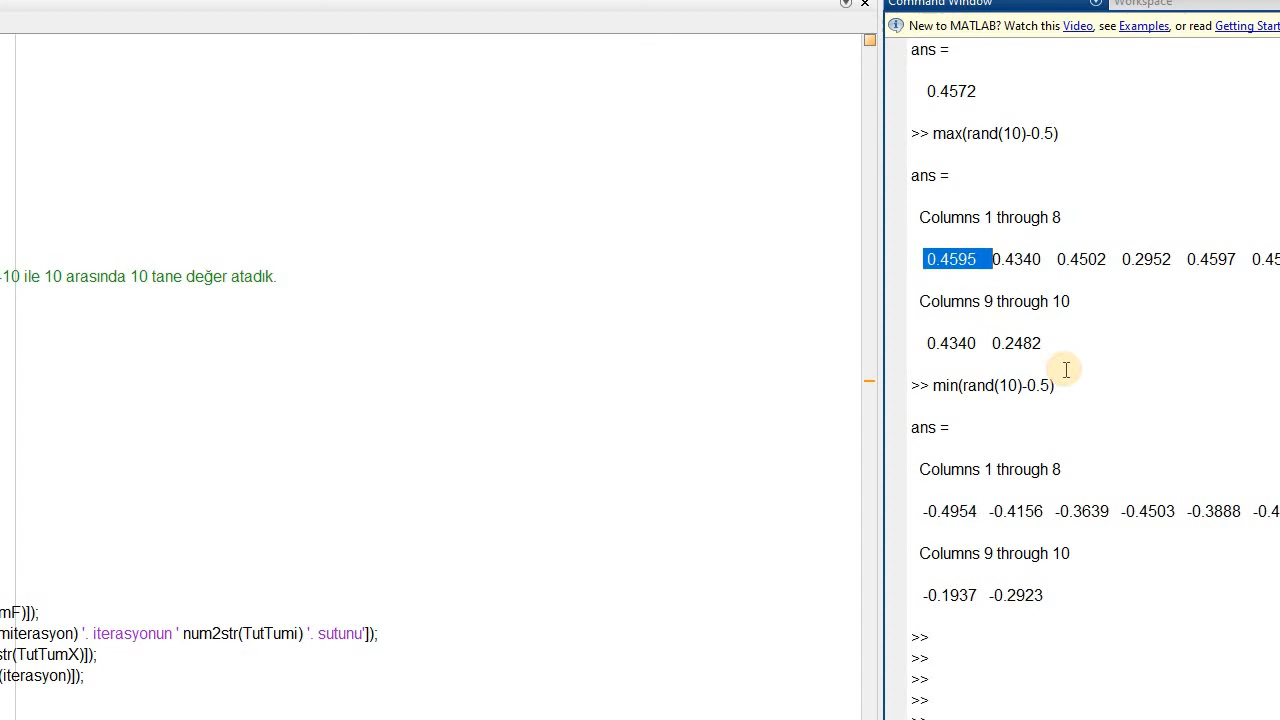 Command Window
Workspace
New to MATLAB? Watch this Video, see Examples, or read Getting Start
ans =
0.4572
>> max(rand(10)-0.5)
ans =
Columns 1 through 8
10 ile 10 arasında 10 tane değer atadık.
0.4595 0.4340 0.4502 0.2952 0.4597 0.45
Columns 9 through 10
0.4340 0.2482
>> min(rand(10)-0.5)
ans =
Columns 1 through 8
-0.4954 -0.4156 -0.3639 -0.4503 -0.3888 -0.4
Columns 9 through 10
-0.1937 -0.2923
mF)]);
miterasyon) '. iterasyonun ' num2str(TutTumi) '. sutunu']);
str(TutTumX)]);
(iterasyon)]);
>>
>>
>>
>>